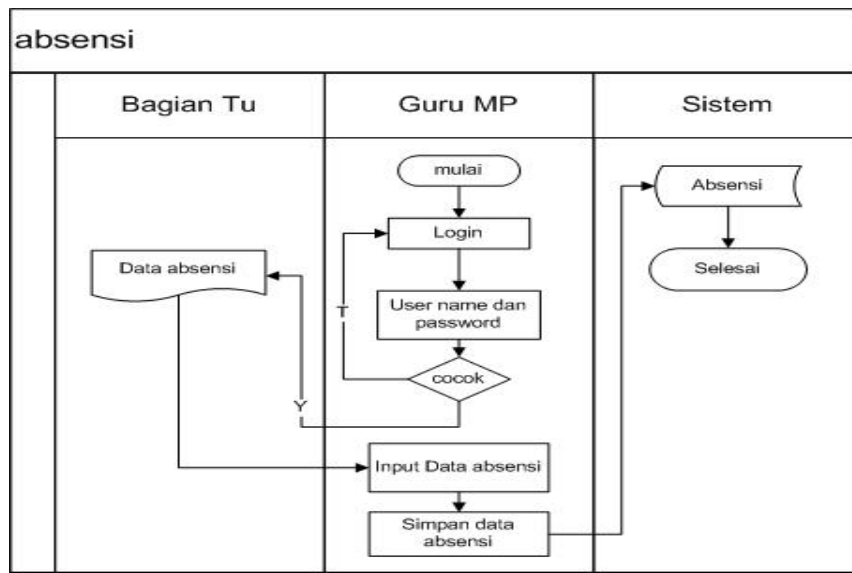 absensi
Bagian Tu
Guru MP
Sistem
mulai
Absensi
Login
Data absensi
Selesai
User name dan
password
T
cocok
Y
Input Data absensi
Simpan data
absensi